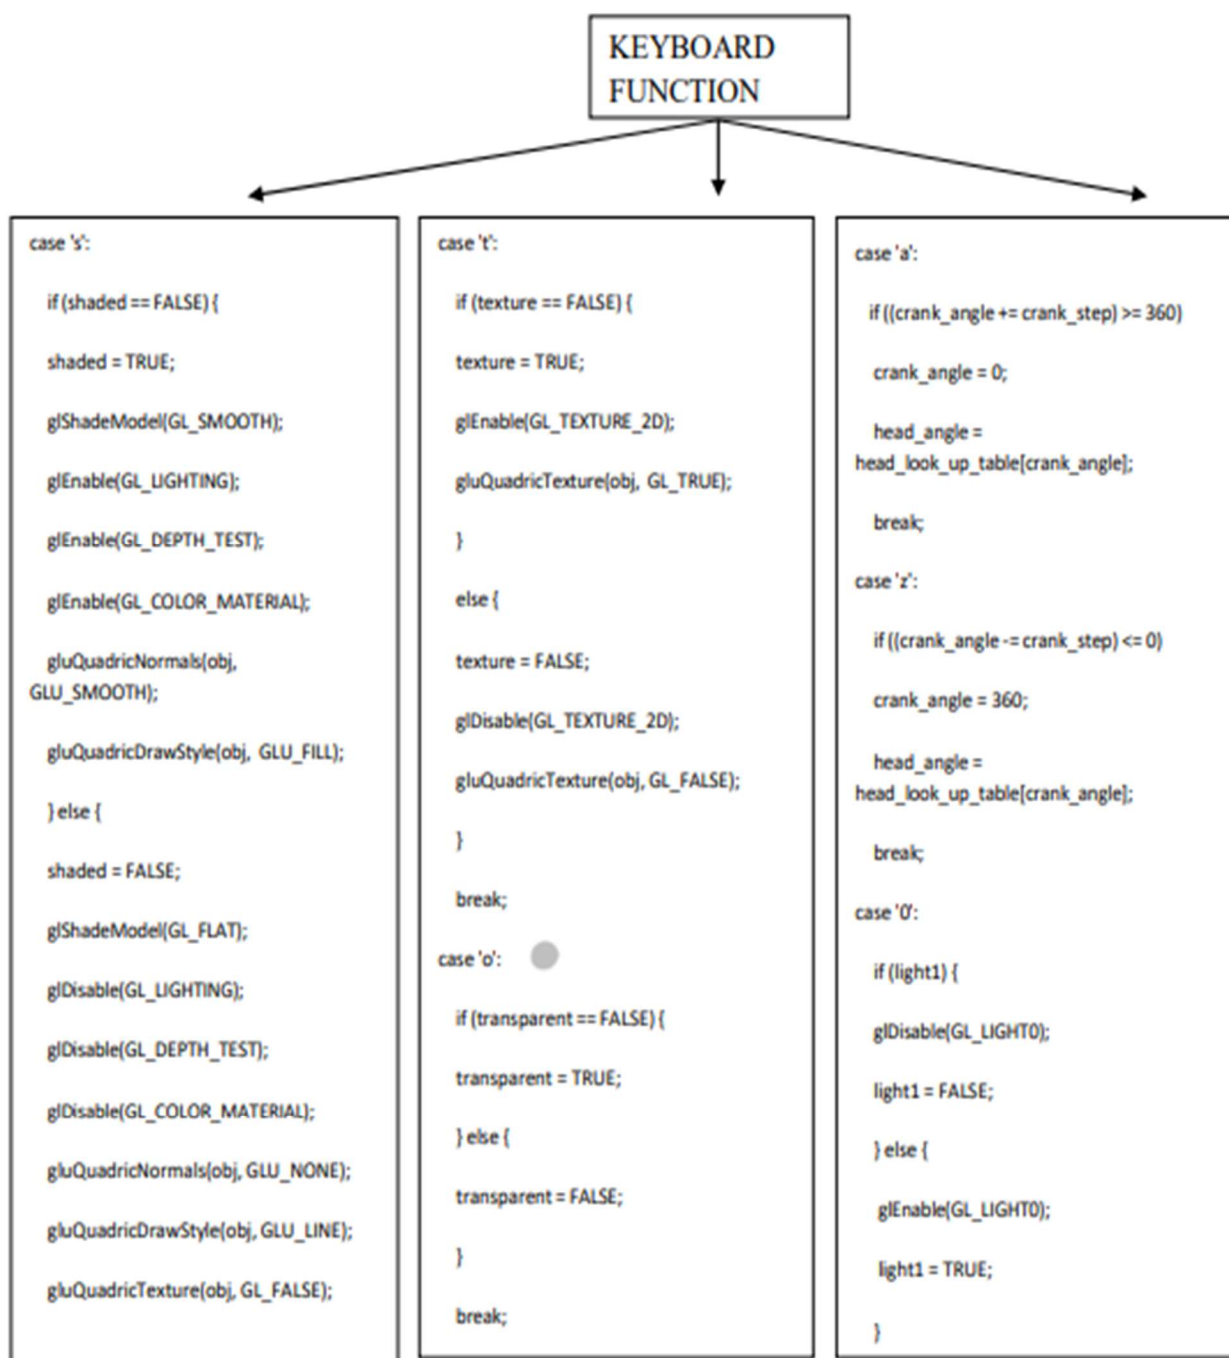 KEYBOARD
FUNCTION
case 's':
if (shaded == FALSE) {
shaded = TRUE;
glShadeModel(GL_SMOOTH);
glEnable(GL_LIGHTING);
glEnable(GL_DEPTH_TEST);
glEnable(GL_COLOR_MATERIAL);
gluQuadricNormals(obj,
GLU_SMOOTH);
gluQuadricDrawStyle(obj, GLU_FILL);
} else {
shaded = FALSE;
glShadeModel(GL_FLAT);
glDisable(GL_LIGHTING);
glDisable(GL_DEPTH_TEST);
glDisable(GL_COLOR_MATERIAL);
gluQuadricNormals(obj, GLU_NONE);
gluQuadricDrawStyle(obj, GLU_LINE);
gluQuadricTexture(obj, GL_FALSE);
case 't':
if (texture == FALSE) {
texture = TRUE;
glEnable(GL_TEXTURE_2D);
gluQuadricTexture(obj, GL_TRUE);
}
else {
texture = FALSE;
glDisable(GL_TEXTURE_2D);
gluQuadricTexture(obj, GL_FALSE);
}
break;
case 'o':
if (transparent == FALSE) {
transparent = TRUE;
} else {
transparent = FALSE;
}
break;
case 'a':
if ((crank_angle += crank_step) >= 360)
crank_angle = 0;
head_angle =
head_look_up_table[crank_angle];
break;
case 'z':
if ((crank_angle -= crank_step) <= 0)
crank_angle = 360;
head_angle =
head_look_up_table[crank_angle];
break;
case '0':
if (light1) {
glDisable(GL_LIGHT0);
light1 = FALSE;
} else {
glEnable(GL_LIGHT0);
light1 = TRUE;
}